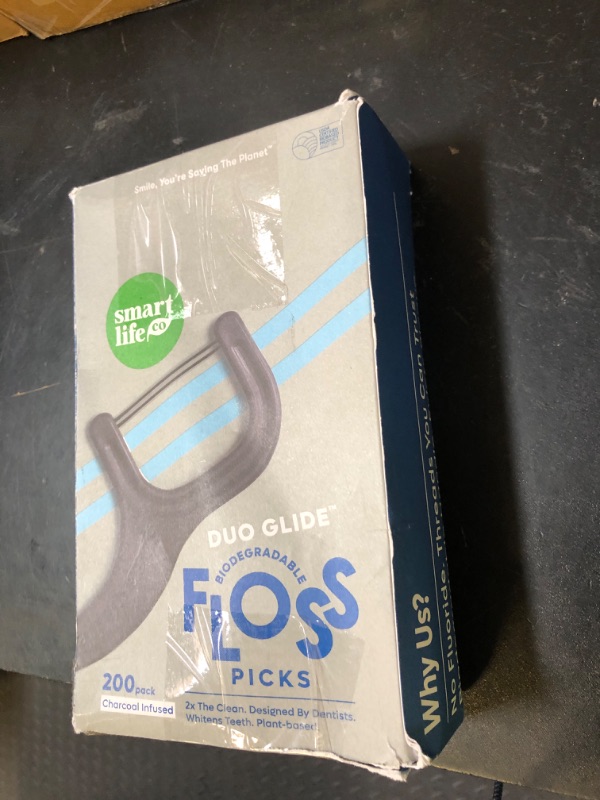 Smile, You're Saving The Planet™
smart
life co
DUO GLIDE™
BIODEGRADABLE
FLOSS
PICKS
200 pack
Charcoal Infused
2x The Clean. Designed By Dentists.
Whitens Teeth. Plant-based.
Why Us?
No Fluoride. Threads You Can Trust.